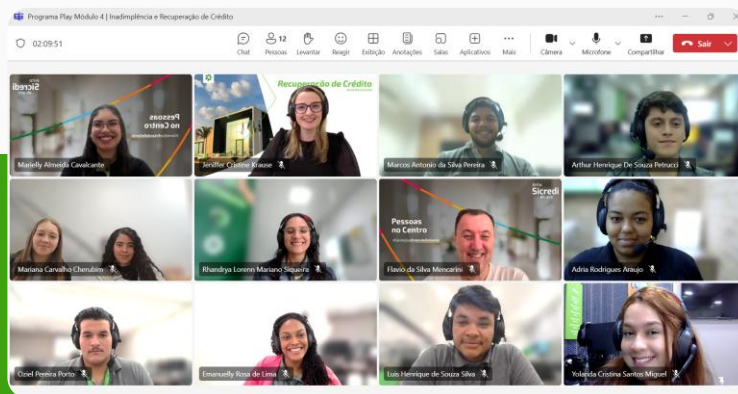 Programa Play Módulo 4 | Inadimplência e Recuperação de Crédito
02:09:51
Chat
12
Pessoas
Levantar
Reagir
Exibição
Anotações
Salas
Aplicativos
Mais
Câmera
Microfone
Compartilhar
Sair
Sicredi
Pessoas
no Centro
Marielly Almeida Cavalcante
Recuperação de Crédito
Jeniffer Cristine Krause
Marcos Antonio da Silva Pereira
Arthur Henrique De Souza Petrucci
Mariana Carvalho Cherubim
Rhandrya Lorenn Mariano Siqueira
Sicredi
Pessoas
no Centro
Flavio da Silva Mencarini
Adria Rodrigues Araujo
Oziel Pereira Porto
Emanuelly Rosa de Lima
Luis Henrique de Souza Silva
Yolanda Cristina Santos Miguel